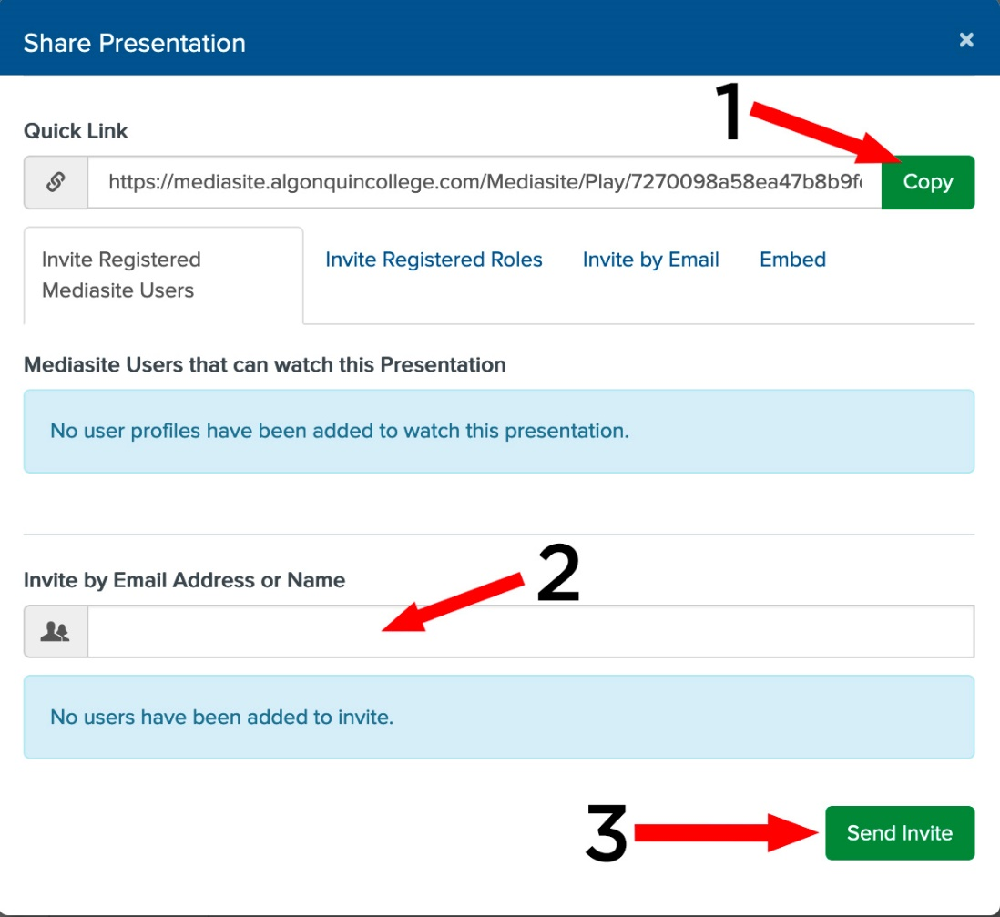 Share Presentation ×
1
Quick Link
https://mediasite.algonquincollege.com/Mediasite/Play/7270098a58ea47b8b9f Copy
Invite Registered
Mediasite Users
Invite Registered Roles Invite by Email Embed
Mediasite Users that can watch this Presentation
No user profiles have been added to watch this presentation.
2
Invite by Email Address or Name
No users have been added to invite.
3
Send Invite